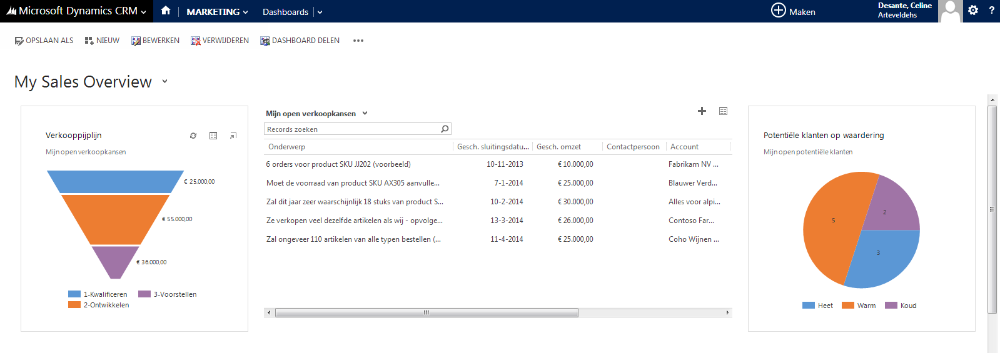 Microsoft Dynamics CRM
MARKETING
Dashboards
Maken
Desante, Celine
Arteveldehs
?
OPSLAAN ALS
NIEUW
BEWERKEN
VERWIJDEREN
DASHBOARD DELEN
•••
My Sales Overview
Verkooppijplijn
Mijn open verkoopkansen
€ 25.000,00
€ 55.000,00
€ 36.000,00
1-Kwalificeren
3-Voorstellen
2-Ontwikkelen
Mijn open verkoopkansen
Records zoeken
Onderwerp Gesch. sluitingsdatu... Gesch. omzet Contactpersoon Account
6 orders voor product SKU JJ202 (voorbeeld) 10-11-2013 € 10.000,00 Fabrikam NV ...
Moet de voorraad van product SKU AX305 aanvulle... 7-1-2014 € 25.000,00 Blauwer Verd...
Zal dit jaar zeer waarschijnlijk 18 stuks van product S... 10-2-2014 € 30.000,00 Alles voor alpi...
Ze verkopen veel dezelfde artikelen als wij - opvolge... 13-3-2014 € 26.000,00 Contoso Far...
Zal ongeveer 110 artikelen van alle typen bestellen (... 11-4-2014 € 25.000,00 Coho Wijnen ...
Potentiële klanten op waardering
Mijn open potentiële klanten
5
2
3
Heet
Warm
Koud